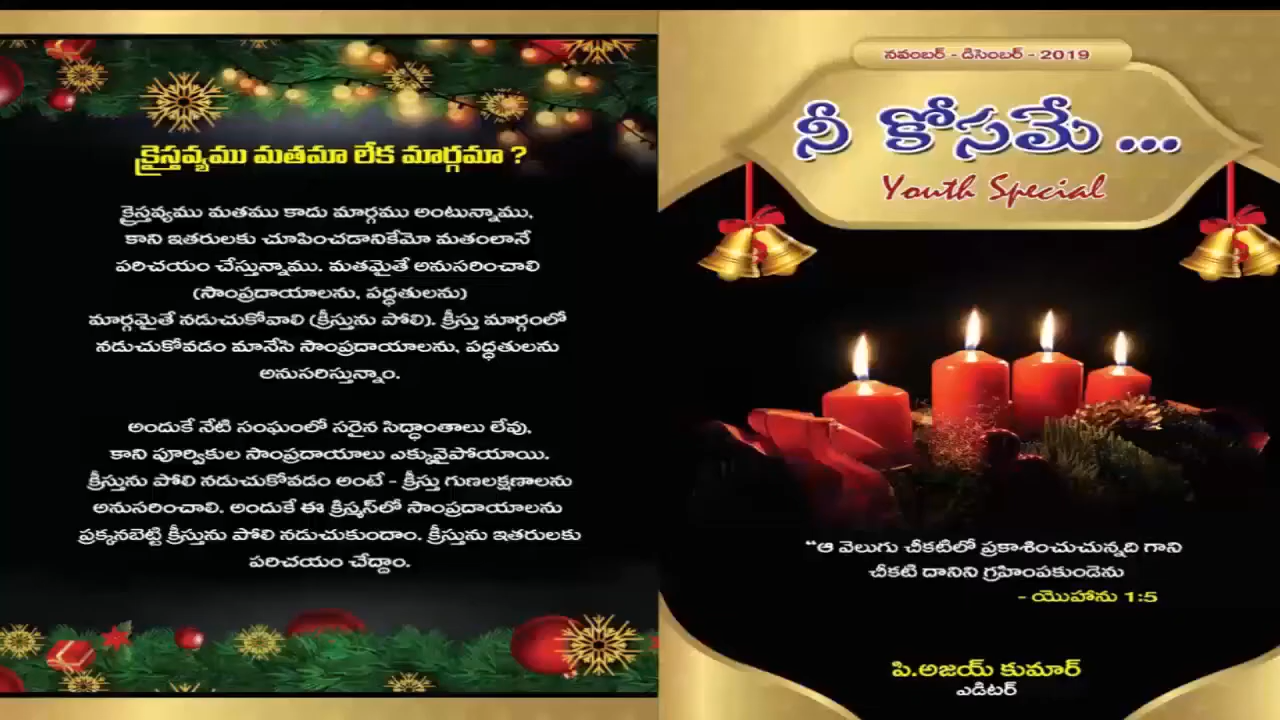 క్రైస్తవ్యము మతమా లేక మార్గమా ?
క్రైస్తవ్యము మతము కాదు మార్గము అంటున్నాము,
కాని ఇతరులకు చూపించడానికేమో మతంలానే
పరిచయం చేస్తున్నాము. మతమైతే అనుసరించాలి
(సాంప్రదాయాలను, పద్ధతులను)
మార్గమైతే నడుచుకోవాలి (క్రీస్తును పోలి). క్రీస్తు మార్గంలో
నడుచుకోవడం మానేసి సాంప్రదాయాలను, పద్ధతులను
అనుసరిస్తున్నాం.
అందుకే నేటి సంఘంలో సరైన సిద్ధాంతాలు లేవు,
కాని పూర్వికుల సాంప్రదాయాలు ఎక్కువైపోయాయి.
క్రీస్తును పోలి నడుచుకోవడం అంటే - క్రీస్తు గుణలక్షణాలను
అనుసరించాలి. అందుకే ఈ క్రిస్మస్‌లో సాంప్రదాయాలను
ప్రక్కనబెట్టి క్రీస్తును పోలి నడుచుకుందాం. క్రీస్తును ఇతరులకు
పరిచయం చేద్దాం.
నవంబర్ - డిసెంబర్ - 2019
నీ కోసమే ...
Youth Special
“ఆ వెలుగు చీకటిలో ప్రకాశించుచున్నది గాని
చీకటి దానిని గ్రహింపకుండెను
- యొహాను 1:5
పి.అజయ్ కుమార్
ఎడిటర్